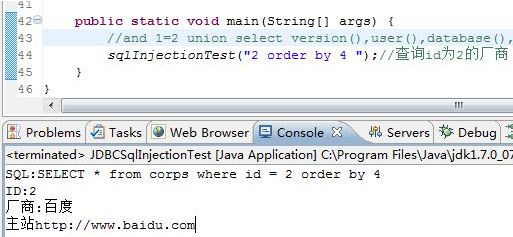 41
42
public static void main(String[] args) {
43
//and 1=2 union select version(),user(),database(),
44
sqlInjectionTest("2 order by 4 ");//查询id为2的厂商
45
}
46
}
Problems Tasks Web Browser Console Servers Debug
<terminated> JDBCSqlInjectionTest [Java Application] C:\Program Files\Java\jdk1.7.0_07
SQL:SELECT * from corps where id = 2 order by 4
ID:2
厂商:百度
主站http://www.baidu.com